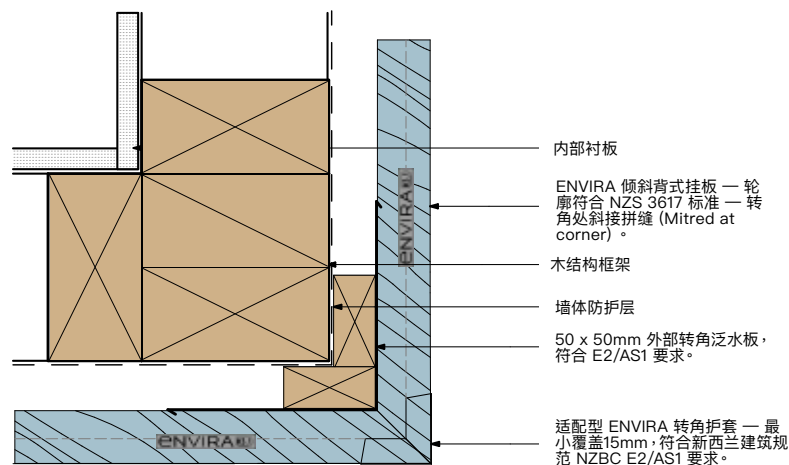 内部衬板
ENVIRA 倾斜背式挂板 — 轮
廓符合 NZS 3617 标准 — 转
角处斜接拼缝 (Mitred at
corner) 。
木结构框架
墙体防护层
50 x 50mm 外部转角泛水板，
符合 E2/AS1 要求。
适配型 ENVIRA 转角护套 — 最
小覆盖15mm，符合新西兰建筑规
范 NZBC E2/AS1 要求。
ENVIRA
ENVIRA